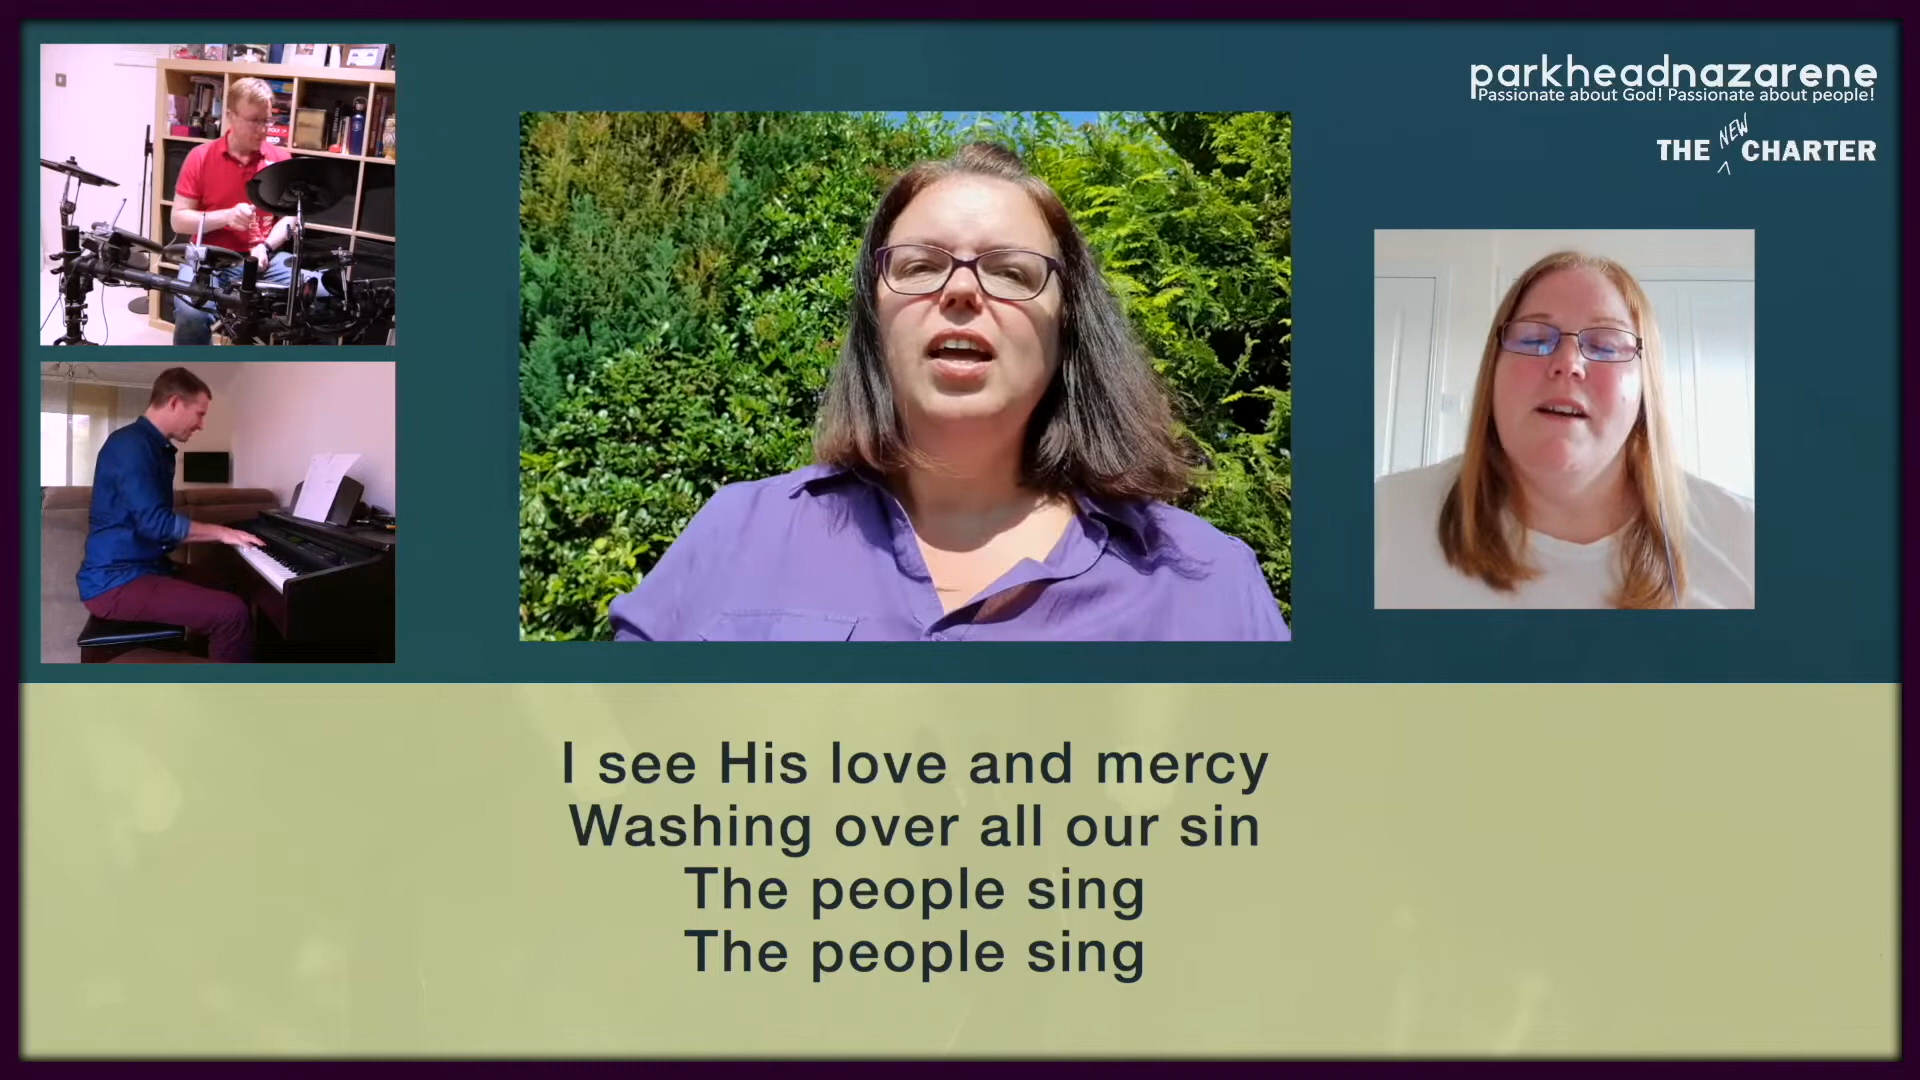 parkheadnazarene
Passionate about God! Passionate about people!
THE NEW CHARTER
I see His love and mercy
Washing over all our sin
The people sing
The people sing